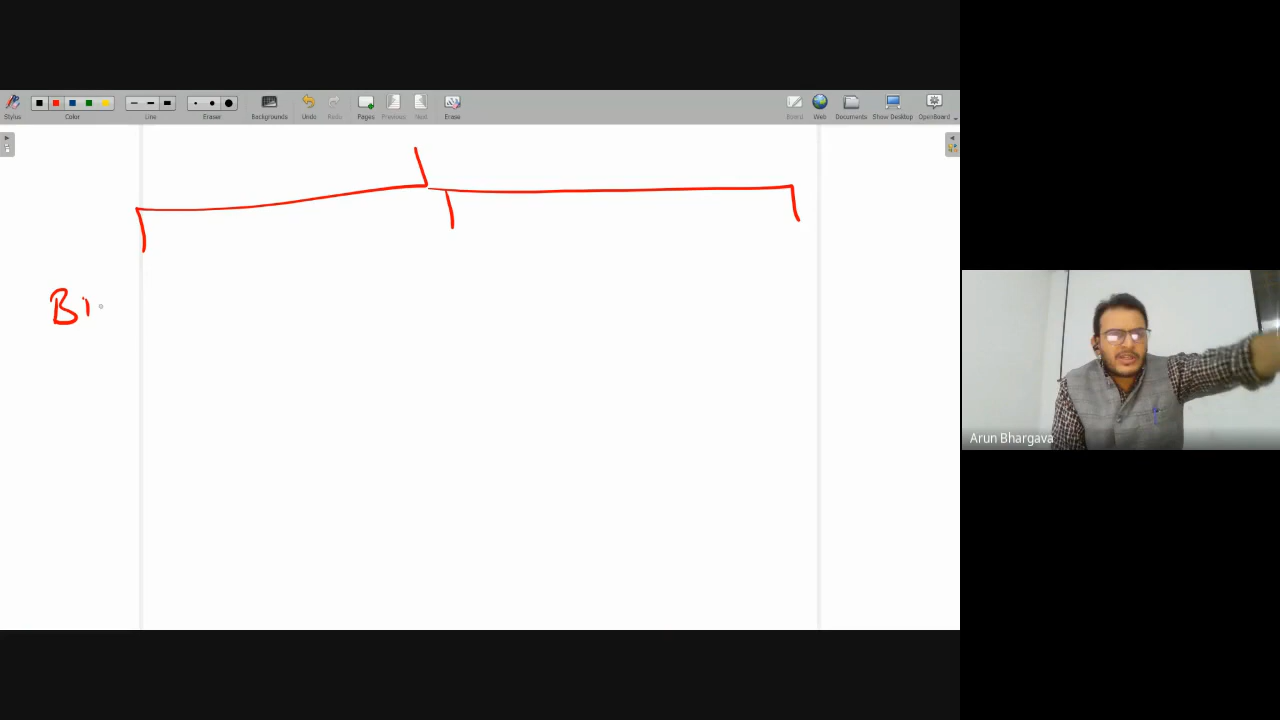 Stylus
Color
Line
Eraser
Backgrounds
Undo
Redo
Pages
Previous
Next
Erase
Board
Web
Documents
Show Desktop
OpenBoard
Bi
Arun Bhargava